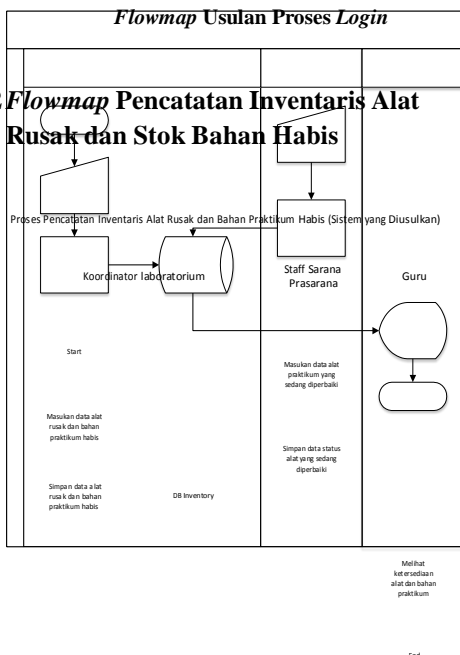 Flowmap Usulan Proses Login
Flowmap Pencatatan Inventaris Alat
Rusak dan Stok Bahan Habis
Proses Pencatatan Inventaris Alat Rusak dan Bahan Praktikum Habis (Sistem yang Diusulkan)
Koordinator laboratorium
Staff Sarana
Prasarana
Guru
Start
Masukan data alat
praktikum yang
sedang diperbaiki
Masukan data alat
rusak dan bahan
praktikum habis
Simpan data status
alat yang sedang
diperbaiki
Simpan data alat
rusak dan bahan
praktikum habis
DB Inventory
Melihat
ketersediaan
alat dan bahan
praktikum